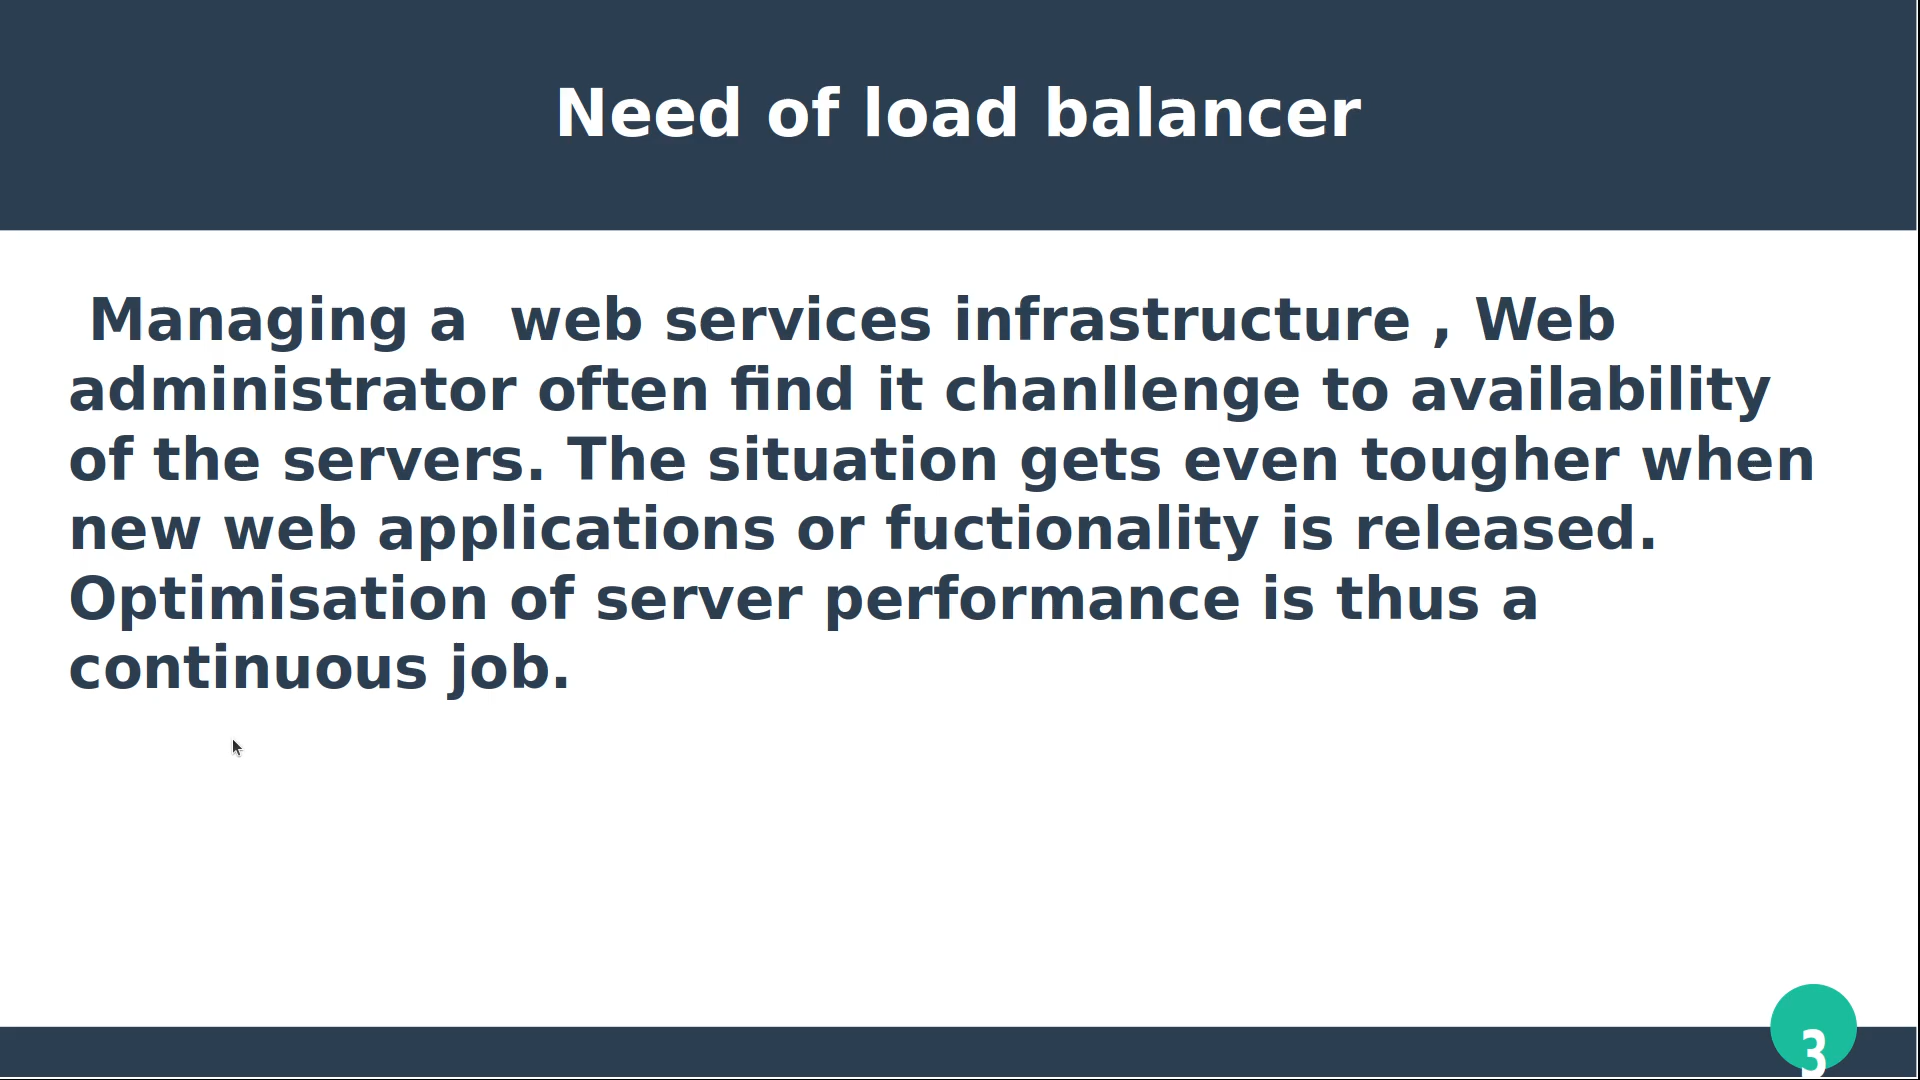 Need of load balancer
Managing a  web services infrastructure , Web
administrator often find it chanllenge to availability
of the servers. The situation gets even tougher when
new web applications or fuctionality is released.
Optimisation of server performance is thus a
continuous job.
3